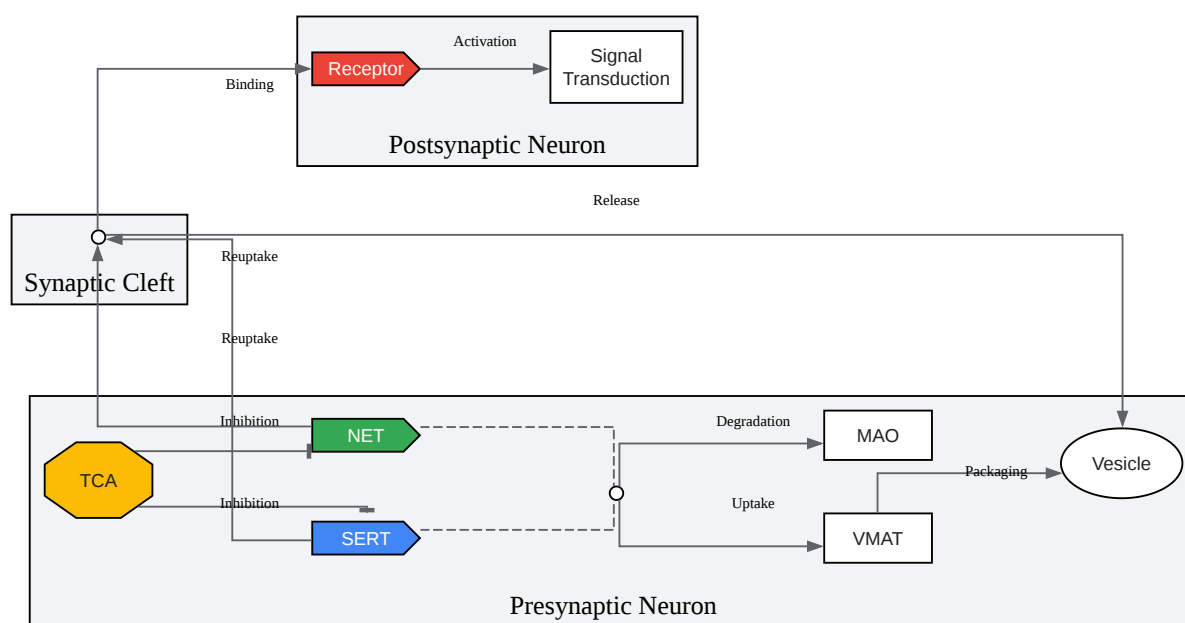 Activation
Receptor
Signal
Transduction
Binding
Postsynaptic Neuron
Release
Reuptake
Synaptic Cleft
Reuptake
Inhibition
NET
Degradation
MAO
TCA
Vesicle
Packaging
Inhibition
Uptake
SERT
VMAT
Presynaptic Neuron